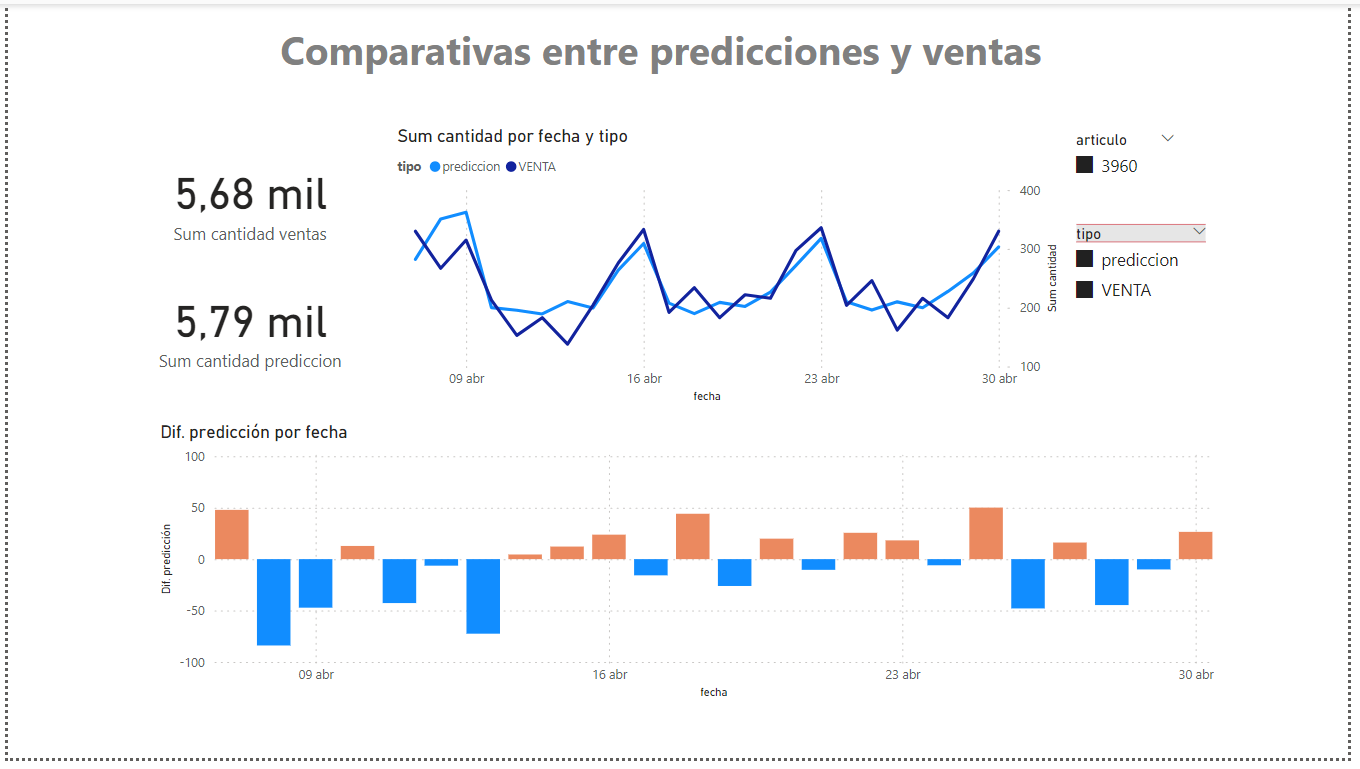 Comparativas entre predicciones y ventas
5,68 mil
Sum cantidad ventas
5,79 mil
Sum cantidad prediccion
Sum cantidad por fecha y tipo
tipo prediccion VENTA
400
300
200
100
Sum cantidad
09 abr 16 abr 23 abr 30 abr
fecha
articulo
3960
tipo
prediccion
VENTA
Dif. predicción por fecha
100
50
0
-50
-100
Dif. predicción
09 abr 16 abr 23 abr 30 abr
fecha